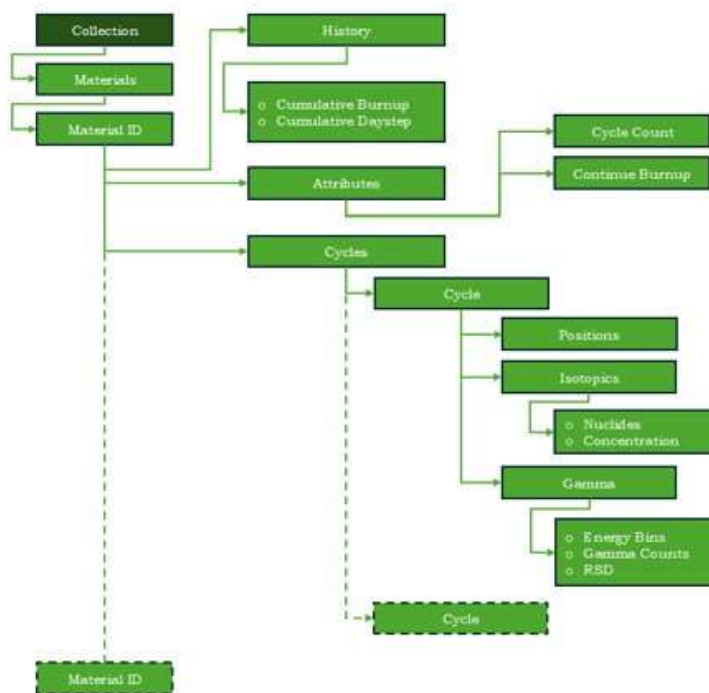 Collection
Materials
Material ID
History
o Cumulative Burnup
o Cumulative Daystep
Attributes
Cycle Count
Continue Burnup
Cycles
Cycle
Positions
Isotopics
o Nuclides
o Concentration
Gamma
o Energy Bins
o Gamma Counts
o RSD
Cycle
Material ID